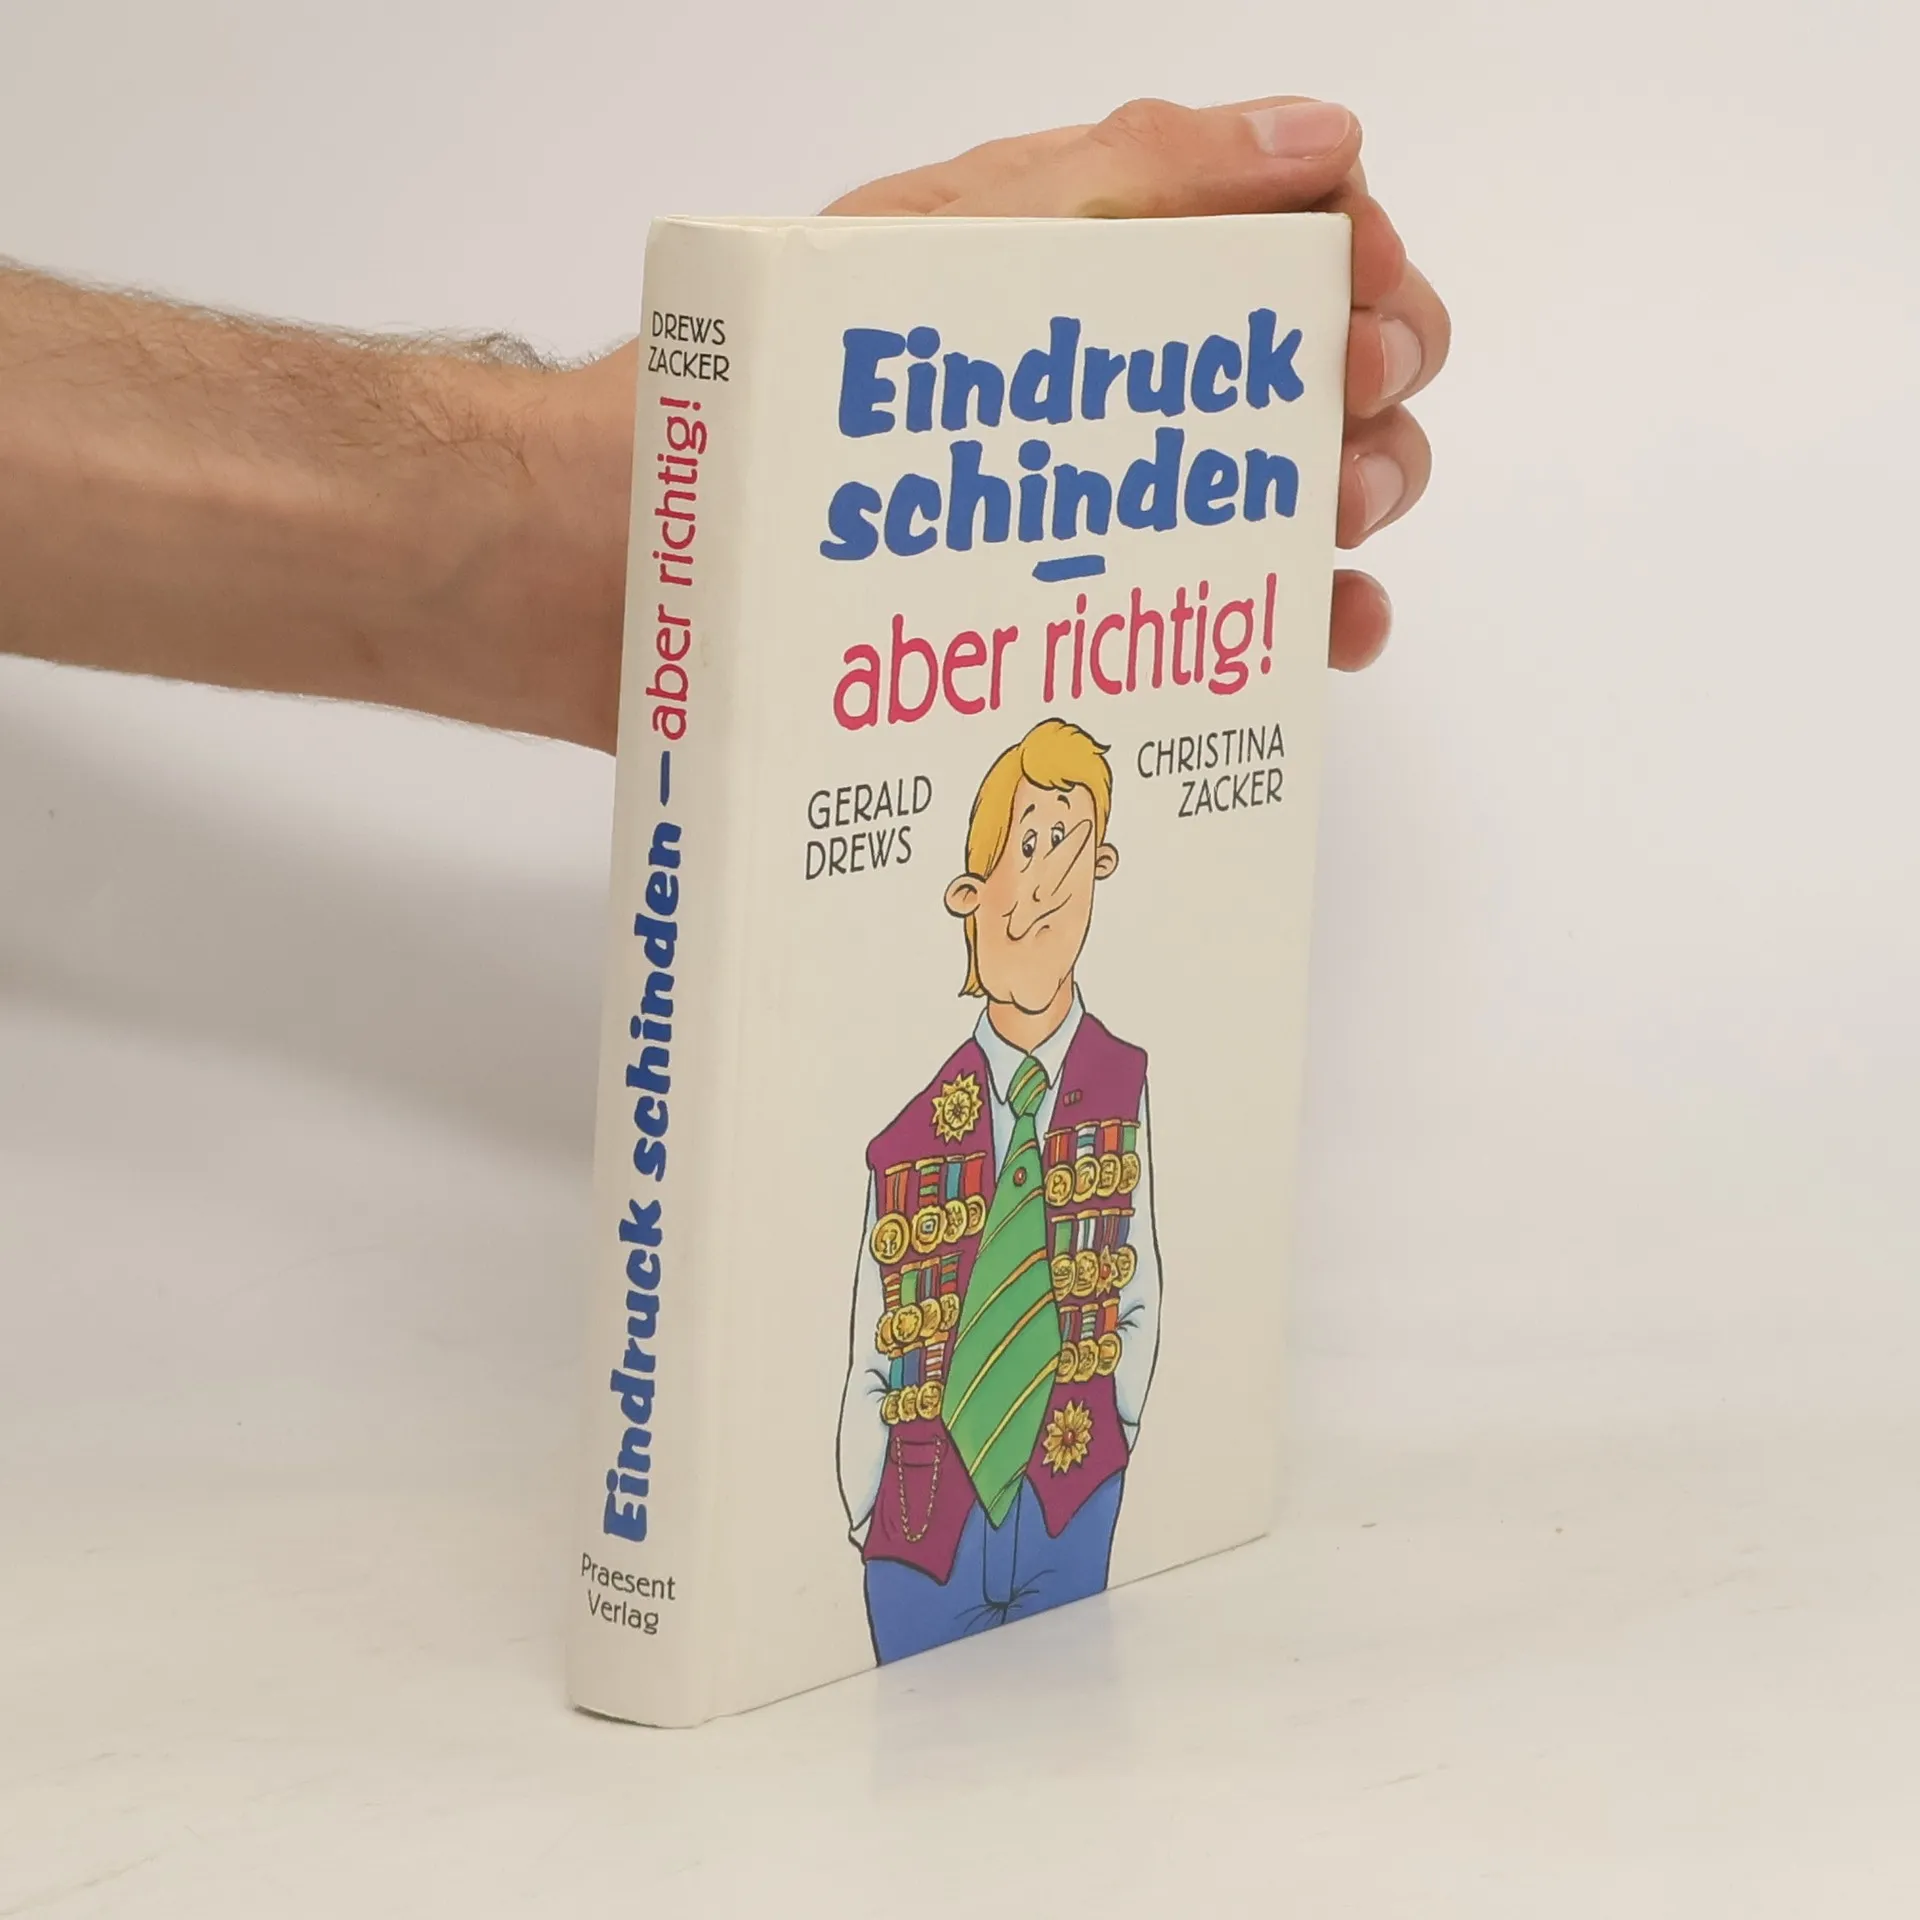 DREWS
ZACKER
Eindruck schinden – aber richtig!
Praesent
Verlag
Eindruck
schinden
–
aber richtig!
GERALD
DREWS
CHRISTINA
ZACKER